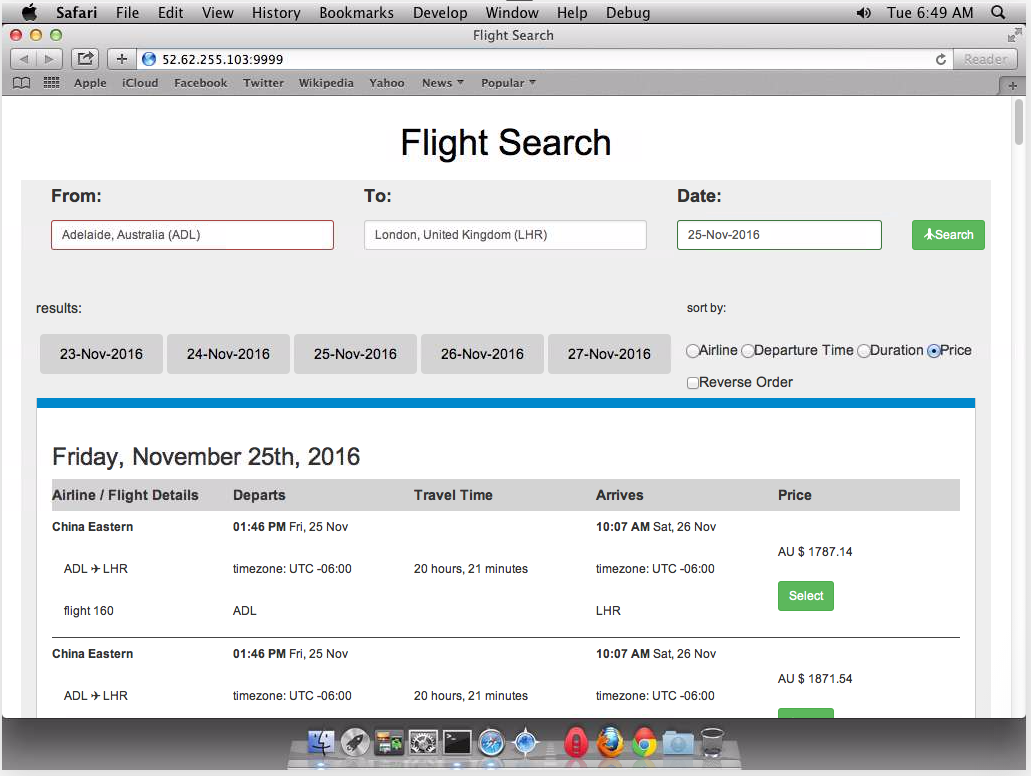 Safari File Edit View History Bookmarks Develop Window Help Debug Tue 6:49 AM
Flight Search
52.62.255.103:9999 Reader
Apple iCloud Facebook Twitter Wikipedia Yahoo News Popular
Flight Search
From: To: Date:
Adelaide, Australia (ADL) London, United Kingdom (LHR) 25-Nov-2016 Search
results: sort by:
23-Nov-2016 24-Nov-2016 25-Nov-2016 26-Nov-2016 27-Nov-2016 Airline Departure Time Duration Price
Reverse Order
Friday, November 25th, 2016
Airline / Flight Details Departs Travel Time Arrives Price
China Eastern 01:46 PM Fri, 25 Nov 10:07 AM Sat, 26 Nov
AU $ 1787.14
ADL ✈ LHR timezone: UTC -06:00 20 hours, 21 minutes timezone: UTC -06:00
Select
flight 160 ADL LHR
China Eastern 01:46 PM Fri, 25 Nov 10:07 AM Sat, 26 Nov
AU $ 1871.54
ADL ✈ LHR timezone: UTC -06:00 20 hours, 21 minutes timezone: UTC -06:00